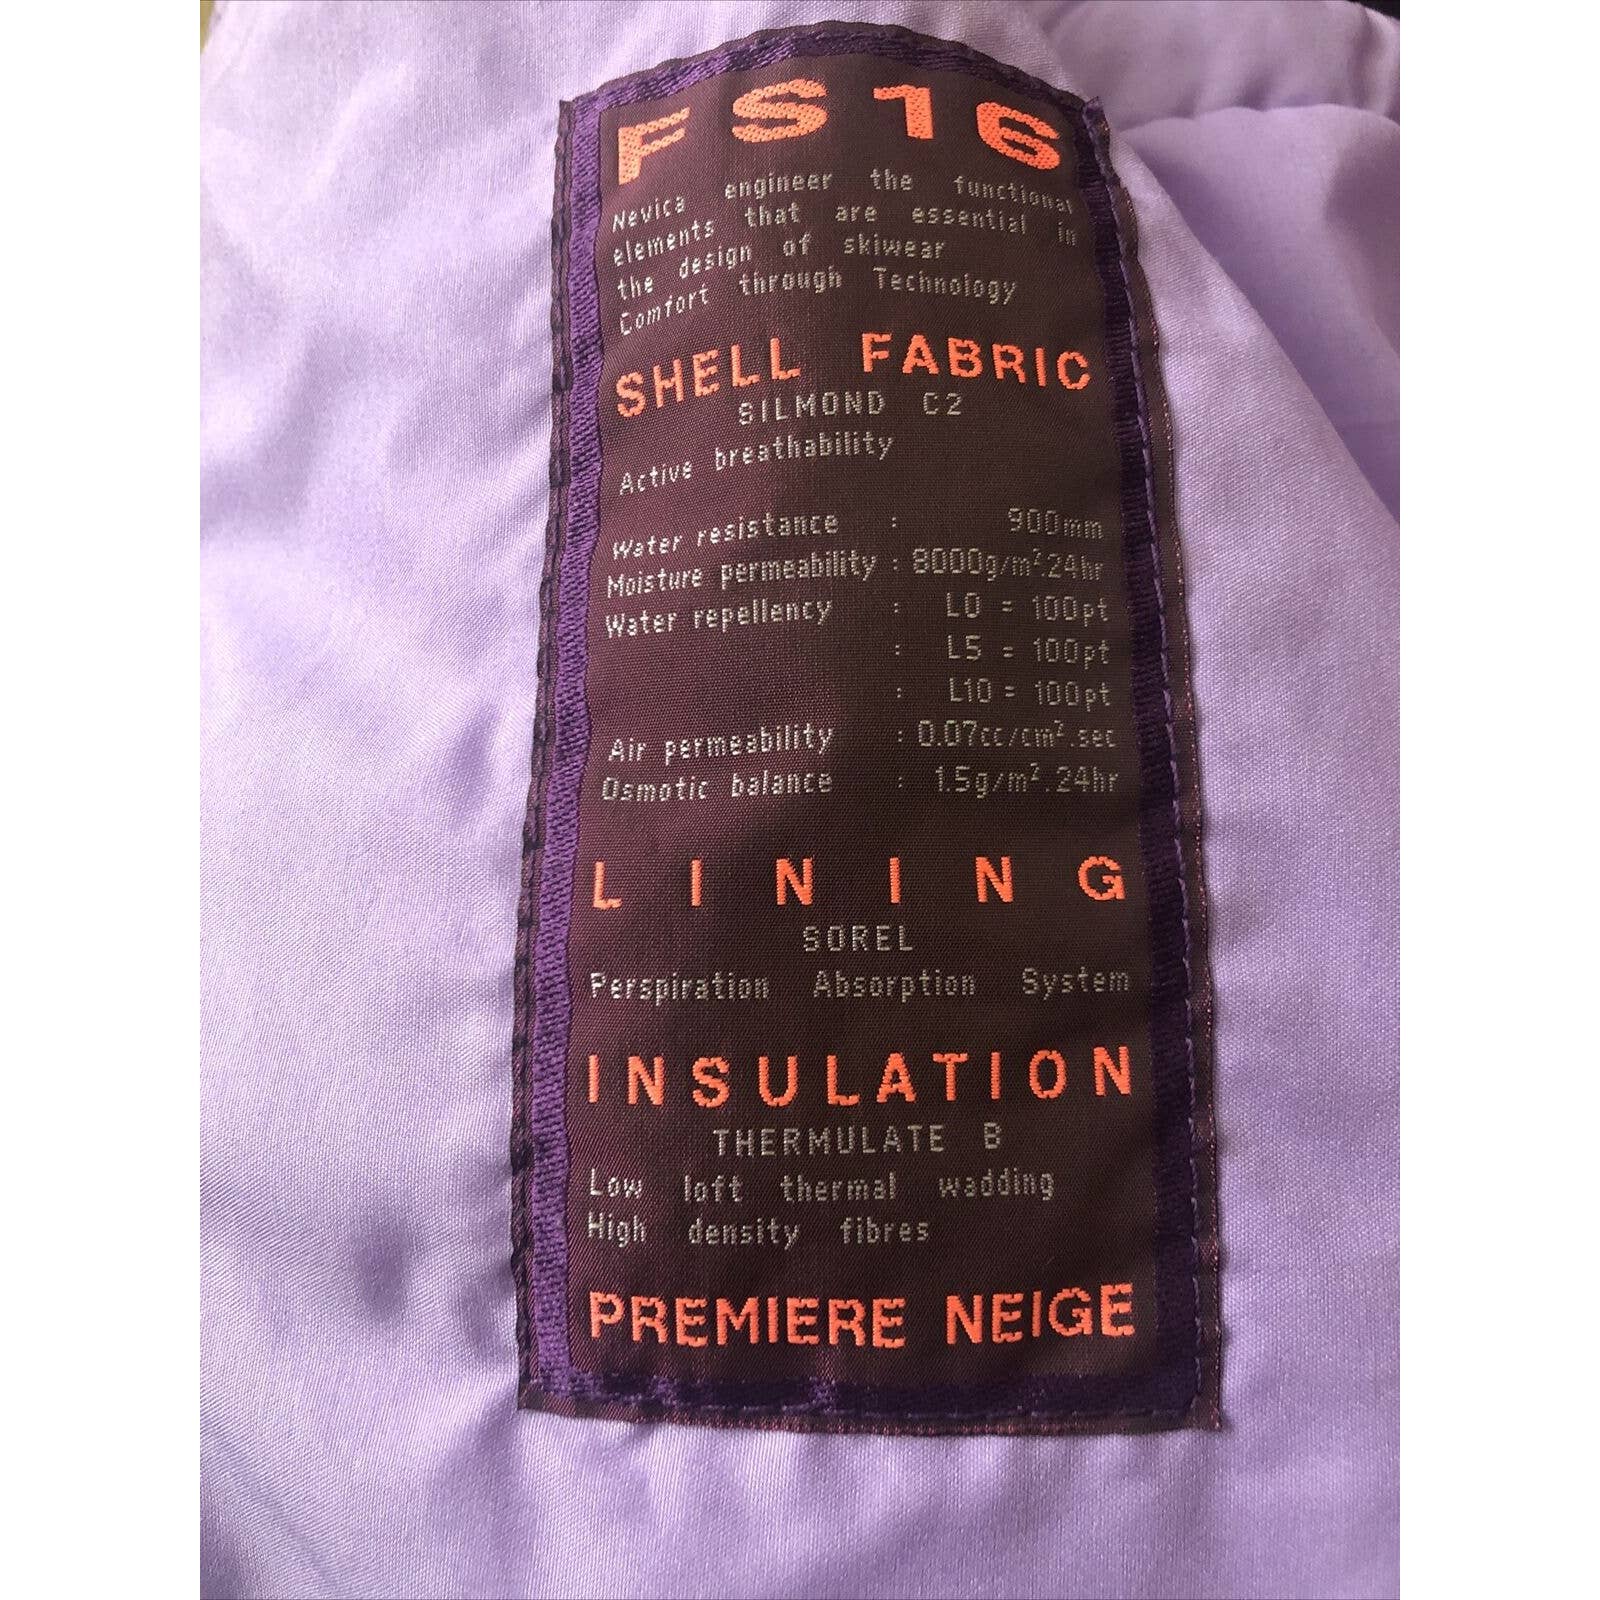 FS16
Nevica engineer the functional
elements that are essential in
the design of skiwear
Comfort through Technology
SHELL FABRIC
SILMOND C2
Active breathability
Water resistance : 900mm
Moisture permeability : 8000g/m².24hr
Water repellency : L0 = 100pt
: L5 = 100pt
: L10 = 100pt
Air permeability : 0.07cc/cm².sec
Osmotic balance : 1.5g/m².24hr
LINING
SOREL
Perspiration Absorption System
INSULATION
THERMULATE B
Low loft thermal wadding
High density fibres
PREMIERE NEIGE